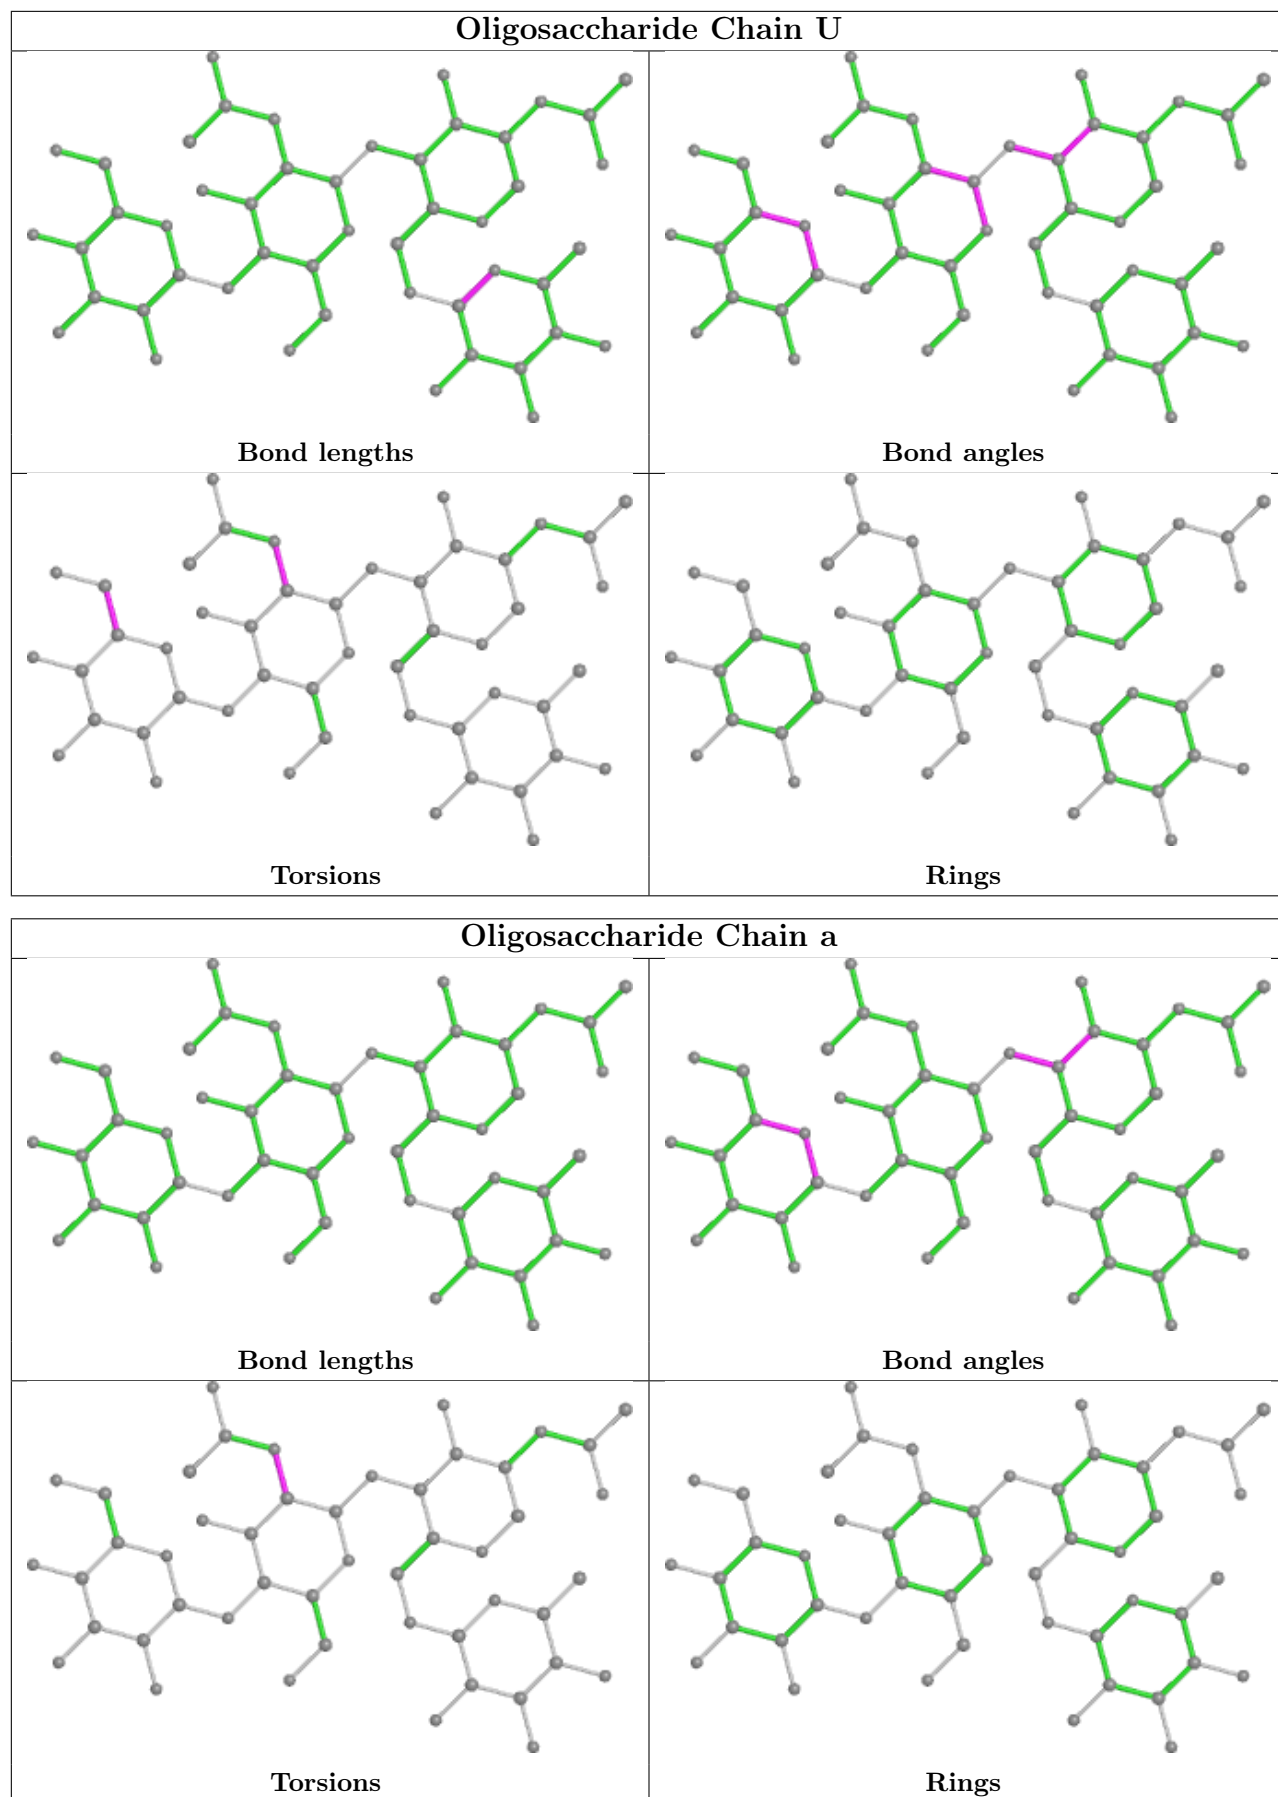 Oligosaccharide Chain U
Bond lengths
Bond angles
Torsions
Rings
Oligosaccharide Chain a
Bond lengths
Bond angles
Torsions
Rings